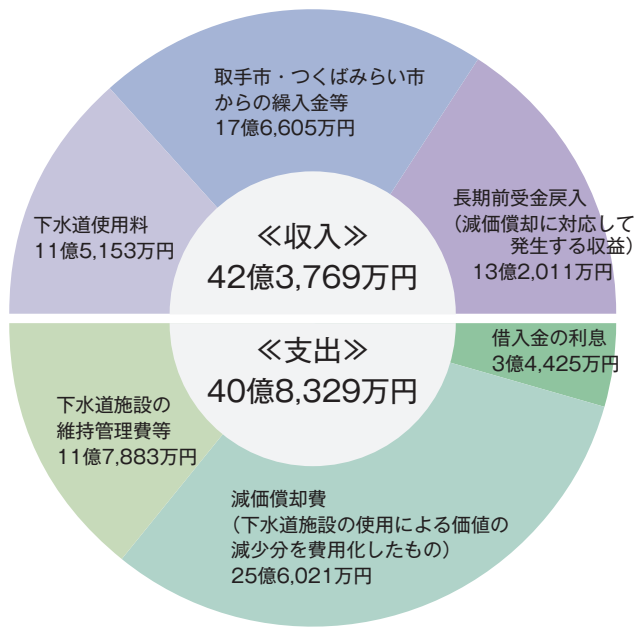 取手市・つくばみらい市
からの繰入金等
17億6,605万円
下水道使用料
11億5,153万円
長期前受金戻入
（減価償却に対応して
発生する収益）
13億2,011万円
≪収入≫
42億3,769万円
≪支出≫
40億8,329万円
借入金の利息
3億4,425万円
下水道施設の
維持管理費等
11億7,883万円
減価償却費
（下水道施設の使用による価値の
減少分を費用化したもの）
25億6,021万円